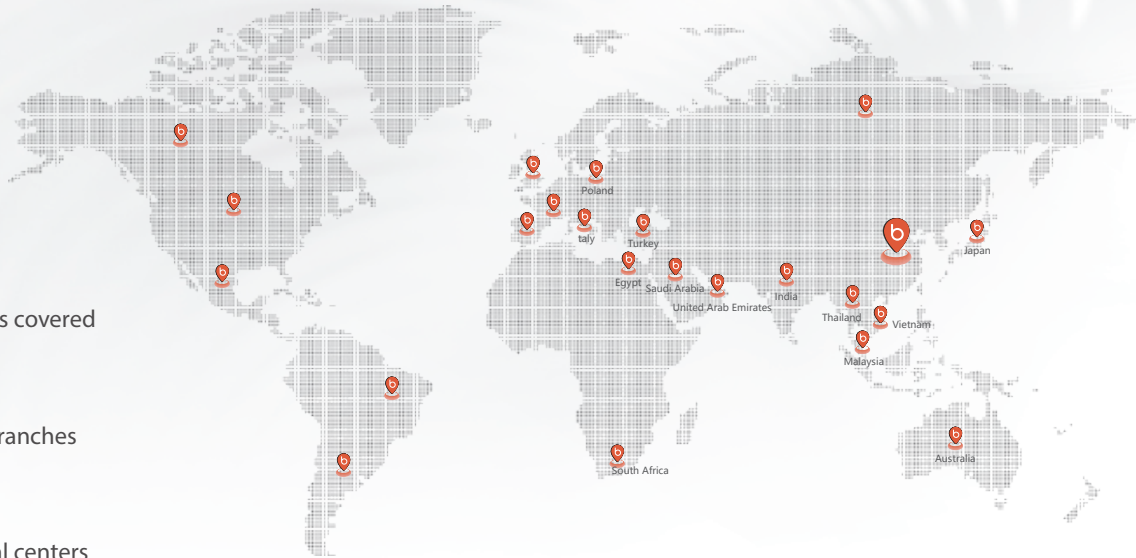 s covered
ranches
al centers
Poland
taly
Turkey
Egypt
Saudi Arabia
United Arab Emirates
India
Thailand
Vietnam
Malaysia
Japan
South Africa
Australia
b